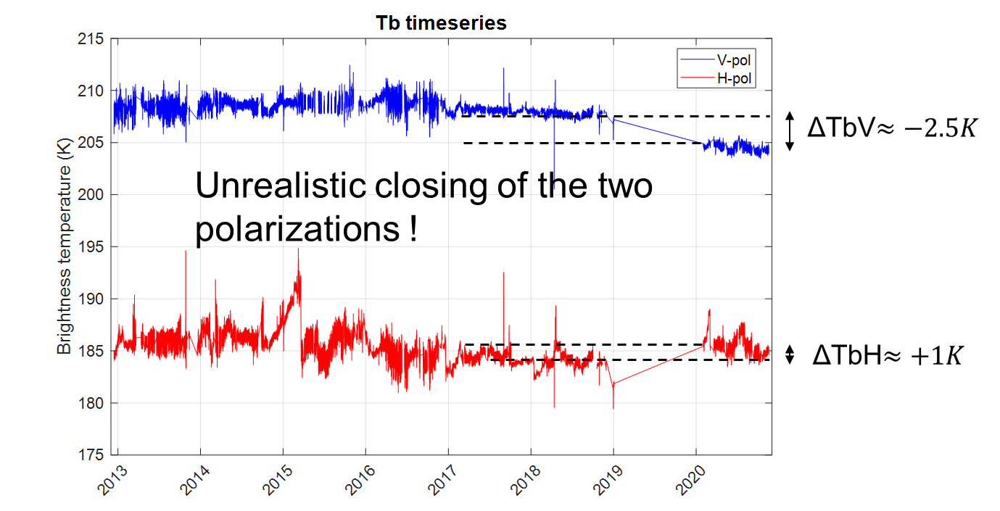 Tb timeseries
215
210
205
200
195
190
185
180
175
Brightness temperature (K)
2013
2014
2015
2016
2017
2018
2019
2020
V-pol
H-pol
Unrealistic closing of the two
polarizations !
ΔTbV≈ −2.5K
ΔTbH≈ +1K